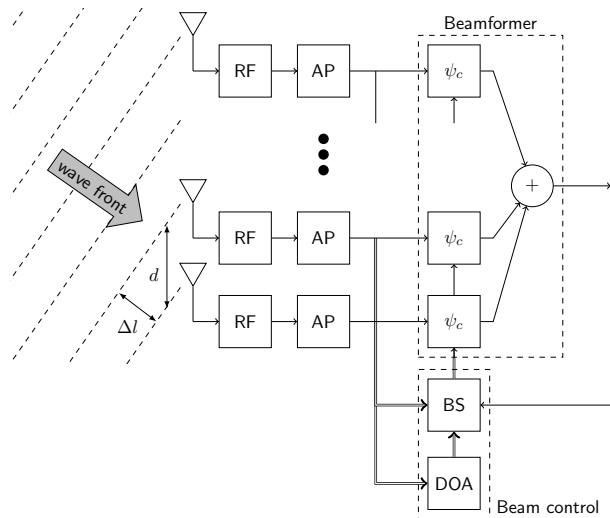 Beamformer
RF
AP
ψc
wave front
+
RF
AP
ψc
d
Δl
RF
AP
ψc
BS
DOA
Beam control